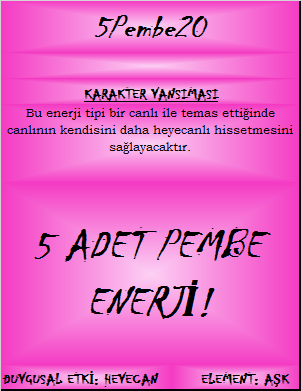 5Pembe20
KARAKTER YANSIMASI
Bu enerji tipi bir canlı ile temas ettiğinde
canlının kendisini daha heyecanlı hissetmesini
sağlayacaktır.
5 ADET PEMBE
ENERJİ!
DUYGUSAL ETKİ: HEYECAN ELEMENT: AŞK